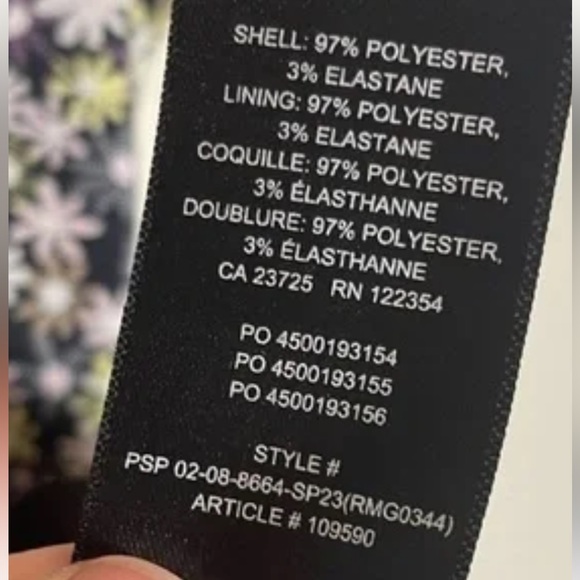 SHELL: 97% POLYESTER,
3% ELASTANE
LINING: 97% POLYESTER,
3% ELASTANE
COQUILLE: 97% POLYESTER,
3% ÉLASTHANNE
DOUBLURE: 97% POLYESTER,
3% ÉLASTHANNE
CA 23725 RN 122354
PO 4500193154
PO 4500193155
PO 4500193156
STYLE #
PSP 02-08-8664-SP23(RMG0344)
ARTICLE # 109590